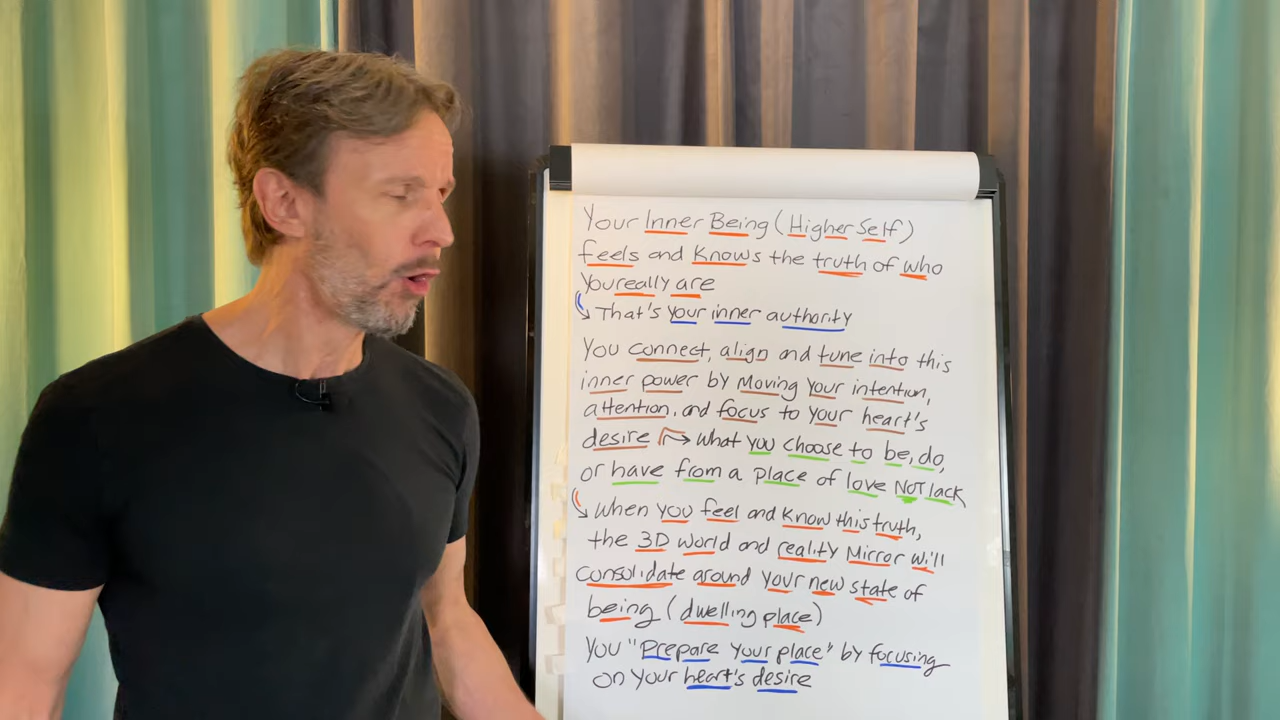 Your Inner Being (Higher Self)
feels and knows the truth of who
you really are
That's your inner authority
You connect, align and tune into this
inner power by moving your intention,
attention, and focus to your heart's
desire → what you choose to be, do,
or have from a place of love NOT lack
When you feel and know this truth,
the 3D world and reality mirror will
consolidate around your new state of
being (dwelling place)
You "Prepare your place" by focusing
on your heart's desire